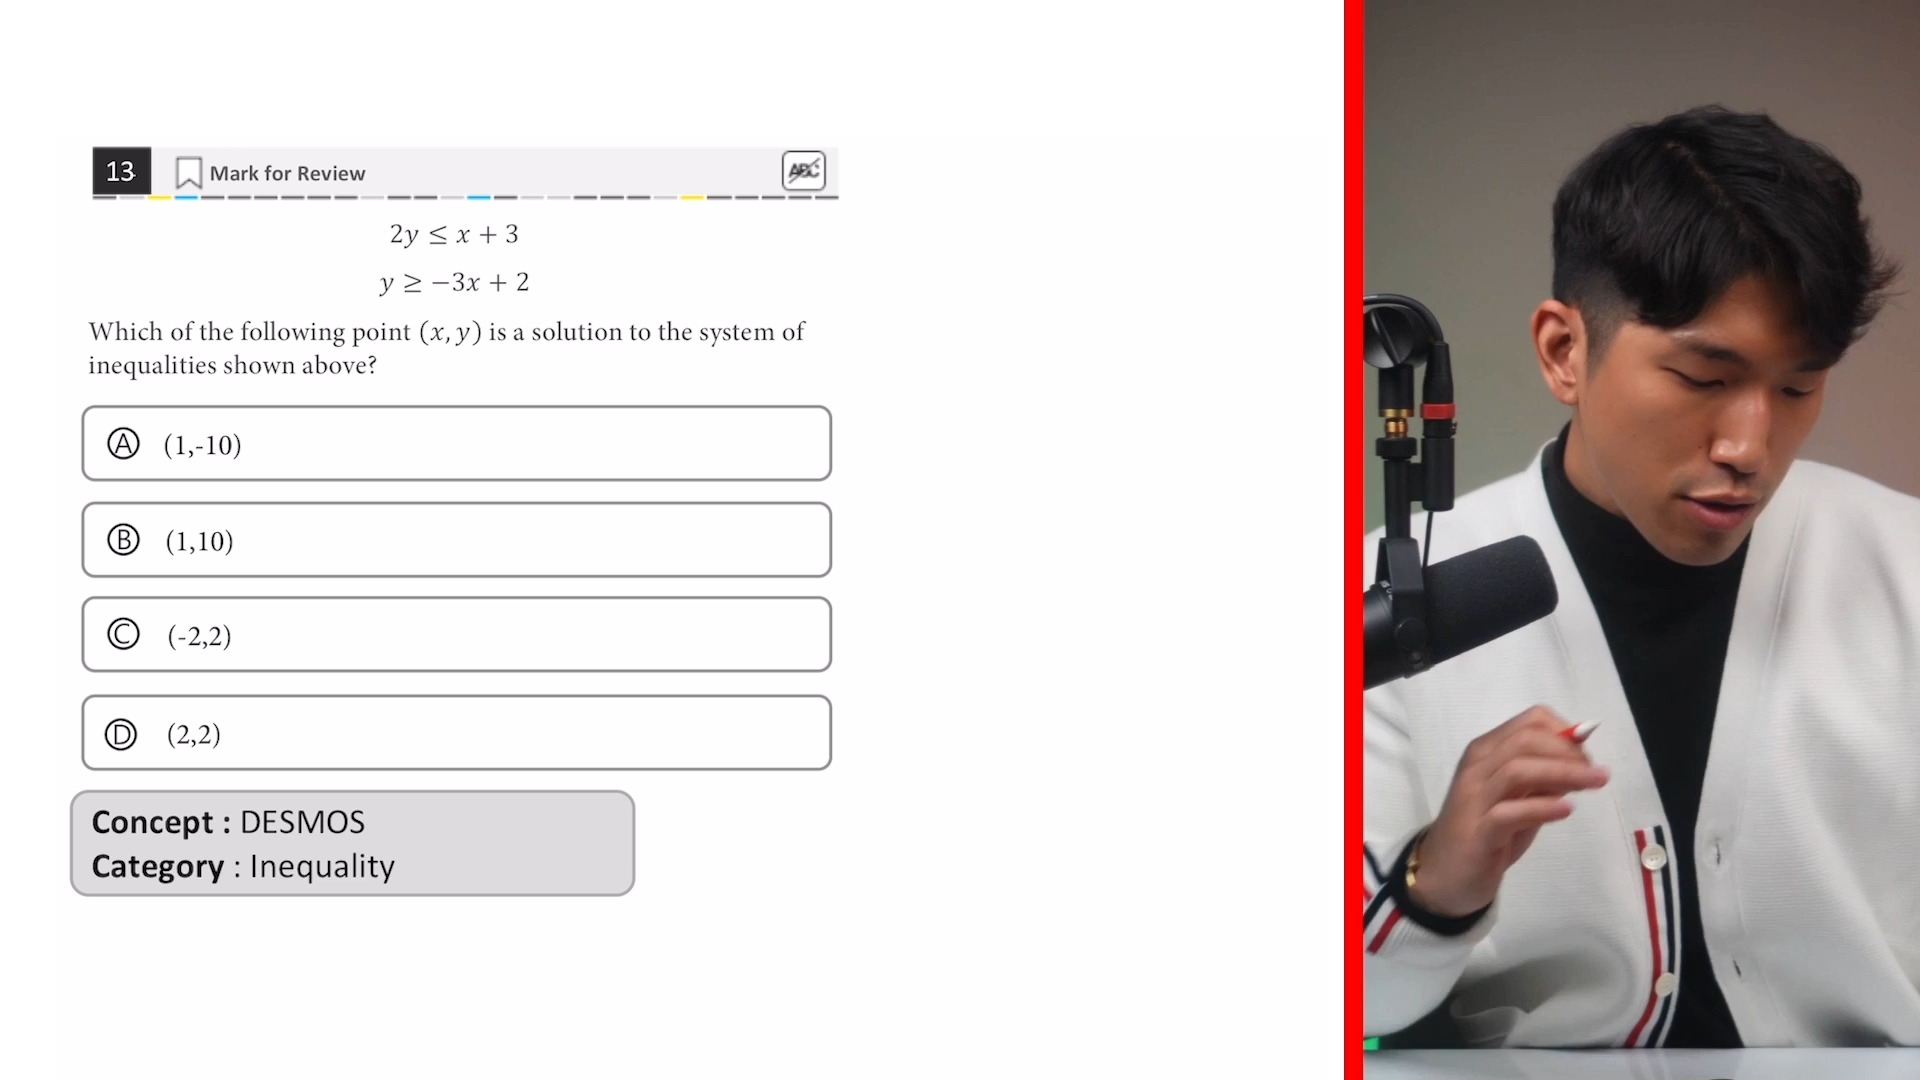 13
Mark for Review
ABC
2y ≤ x + 3
y ≥ −3x + 2
Which of the following point (x, y) is a solution to the system of
inequalities shown above?
A (1,-10)
B (1,10)
C (-2,2)
D (2,2)
Concept : DESMOS
Category : Inequality